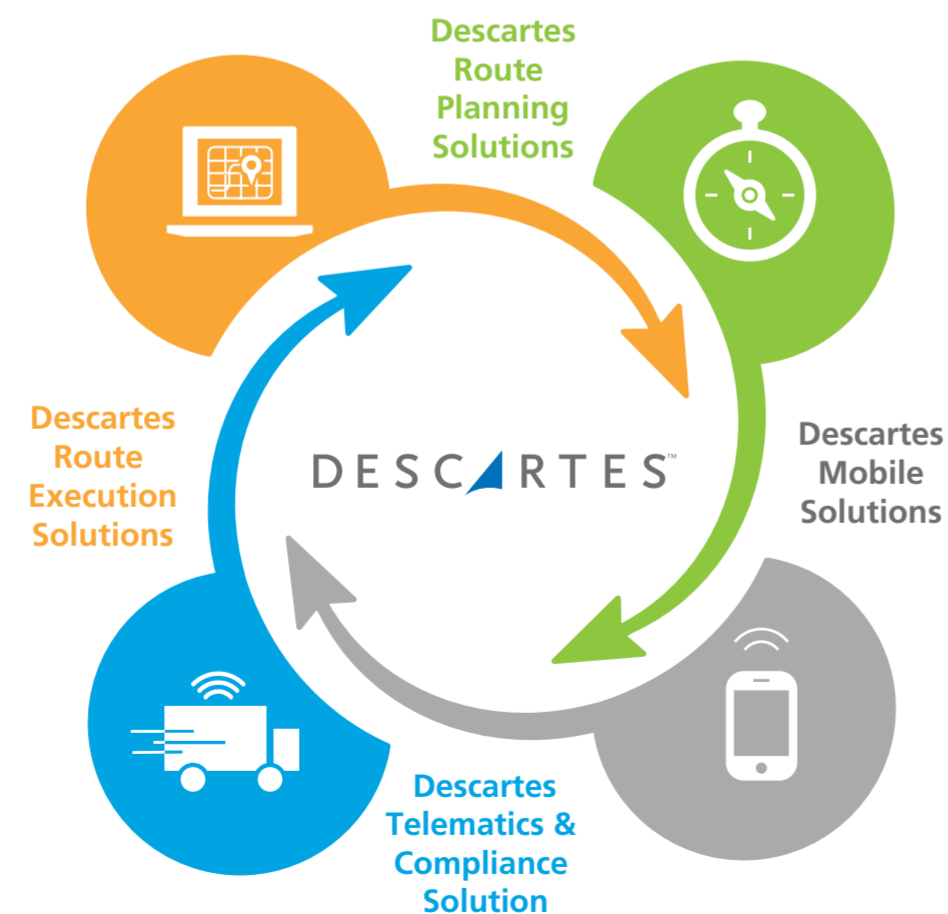 Descartes
Route
Planning
Solutions
Descartes
Route
Execution
Solutions
DESCARTES™
Descartes
Mobile
Solutions
Descartes
Telematics &
Compliance
Solution